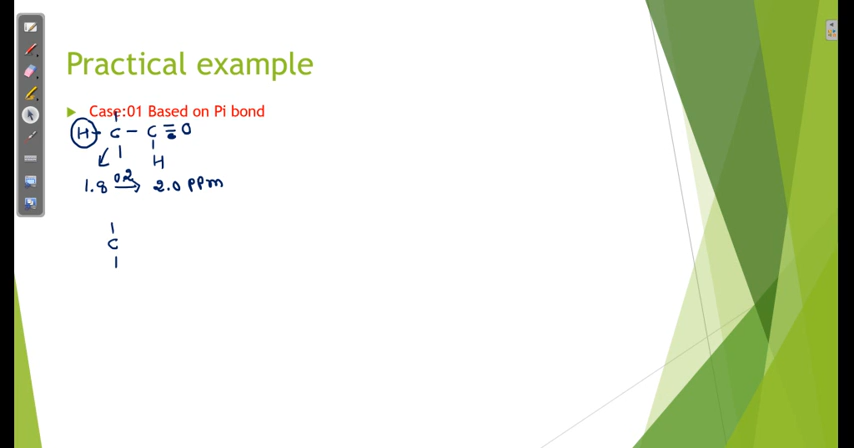 Practical example
Case:01 Based on Pi bond
H - C - C = O
H
1.8 0.2 → 2.0 ppm
C